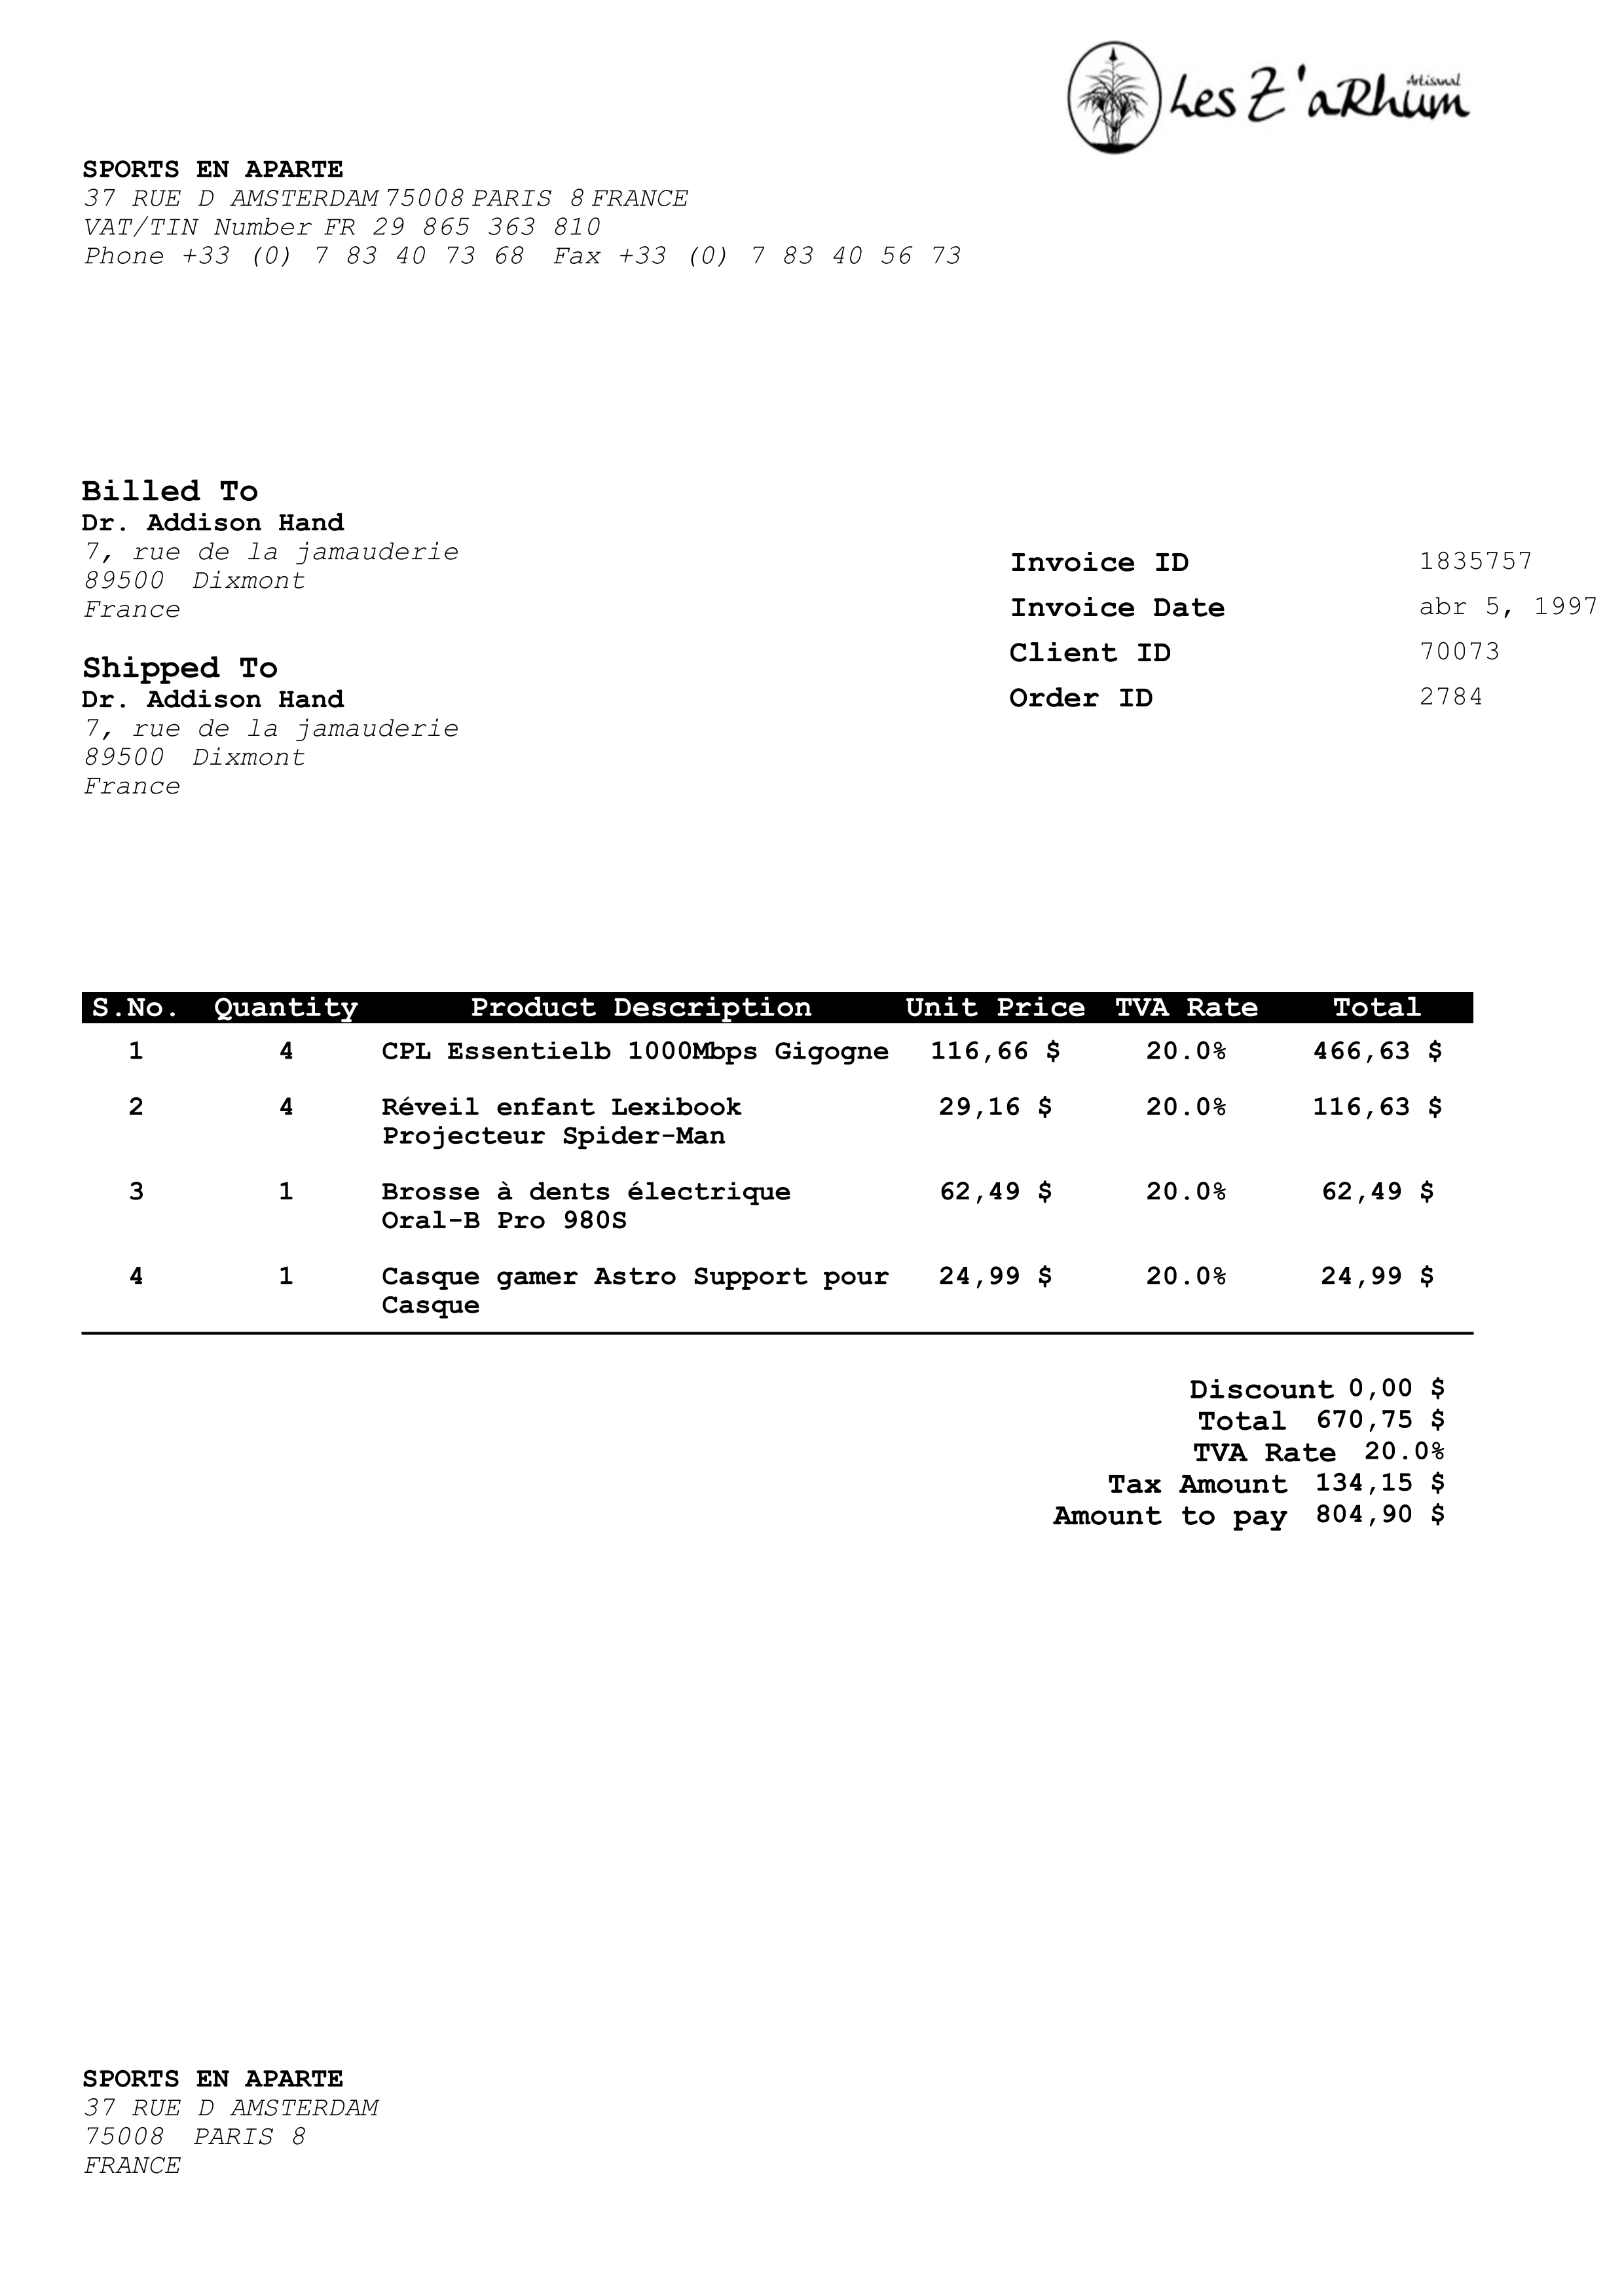 Les Z'aRhum
Artisanal
SPORTS EN APARTE
37 RUE D AMSTERDAM 75008 PARIS 8 FRANCE
VAT/TIN Number FR 29 865 363 810
Phone +33 (0) 7 83 40 73 68 Fax +33 (0) 7 83 40 56 73
Billed To
Dr. Addison Hand
7, rue de la jamauderie
89500 Dixmont
France
Invoice ID 1835757
Invoice Date abr 5, 1997
Client ID 70073
Order ID 2784
Shipped To
Dr. Addison Hand
7, rue de la jamauderie
89500 Dixmont
France
S.No. Quantity Product Description Unit Price TVA Rate Total
1 4 CPL Essentielb 1000Mbps Gigogne 116,66 $ 20.0% 466,63 $
2 4 Réveil enfant Lexibook 29,16 $ 20.0% 116,63 $
Projecteur Spider-Man
3 1 Brosse à dents électrique 62,49 $ 20.0% 62,49 $
Oral-B Pro 980S
4 1 Casque gamer Astro Support pour 24,99 $ 20.0% 24,99 $
Casque
Discount 0,00 $
Total 670,75 $
TVA Rate 20.0%
Tax Amount 134,15 $
Amount to pay 804,90 $
SPORTS EN APARTE
37 RUE D AMSTERDAM
75008 PARIS 8
FRANCE